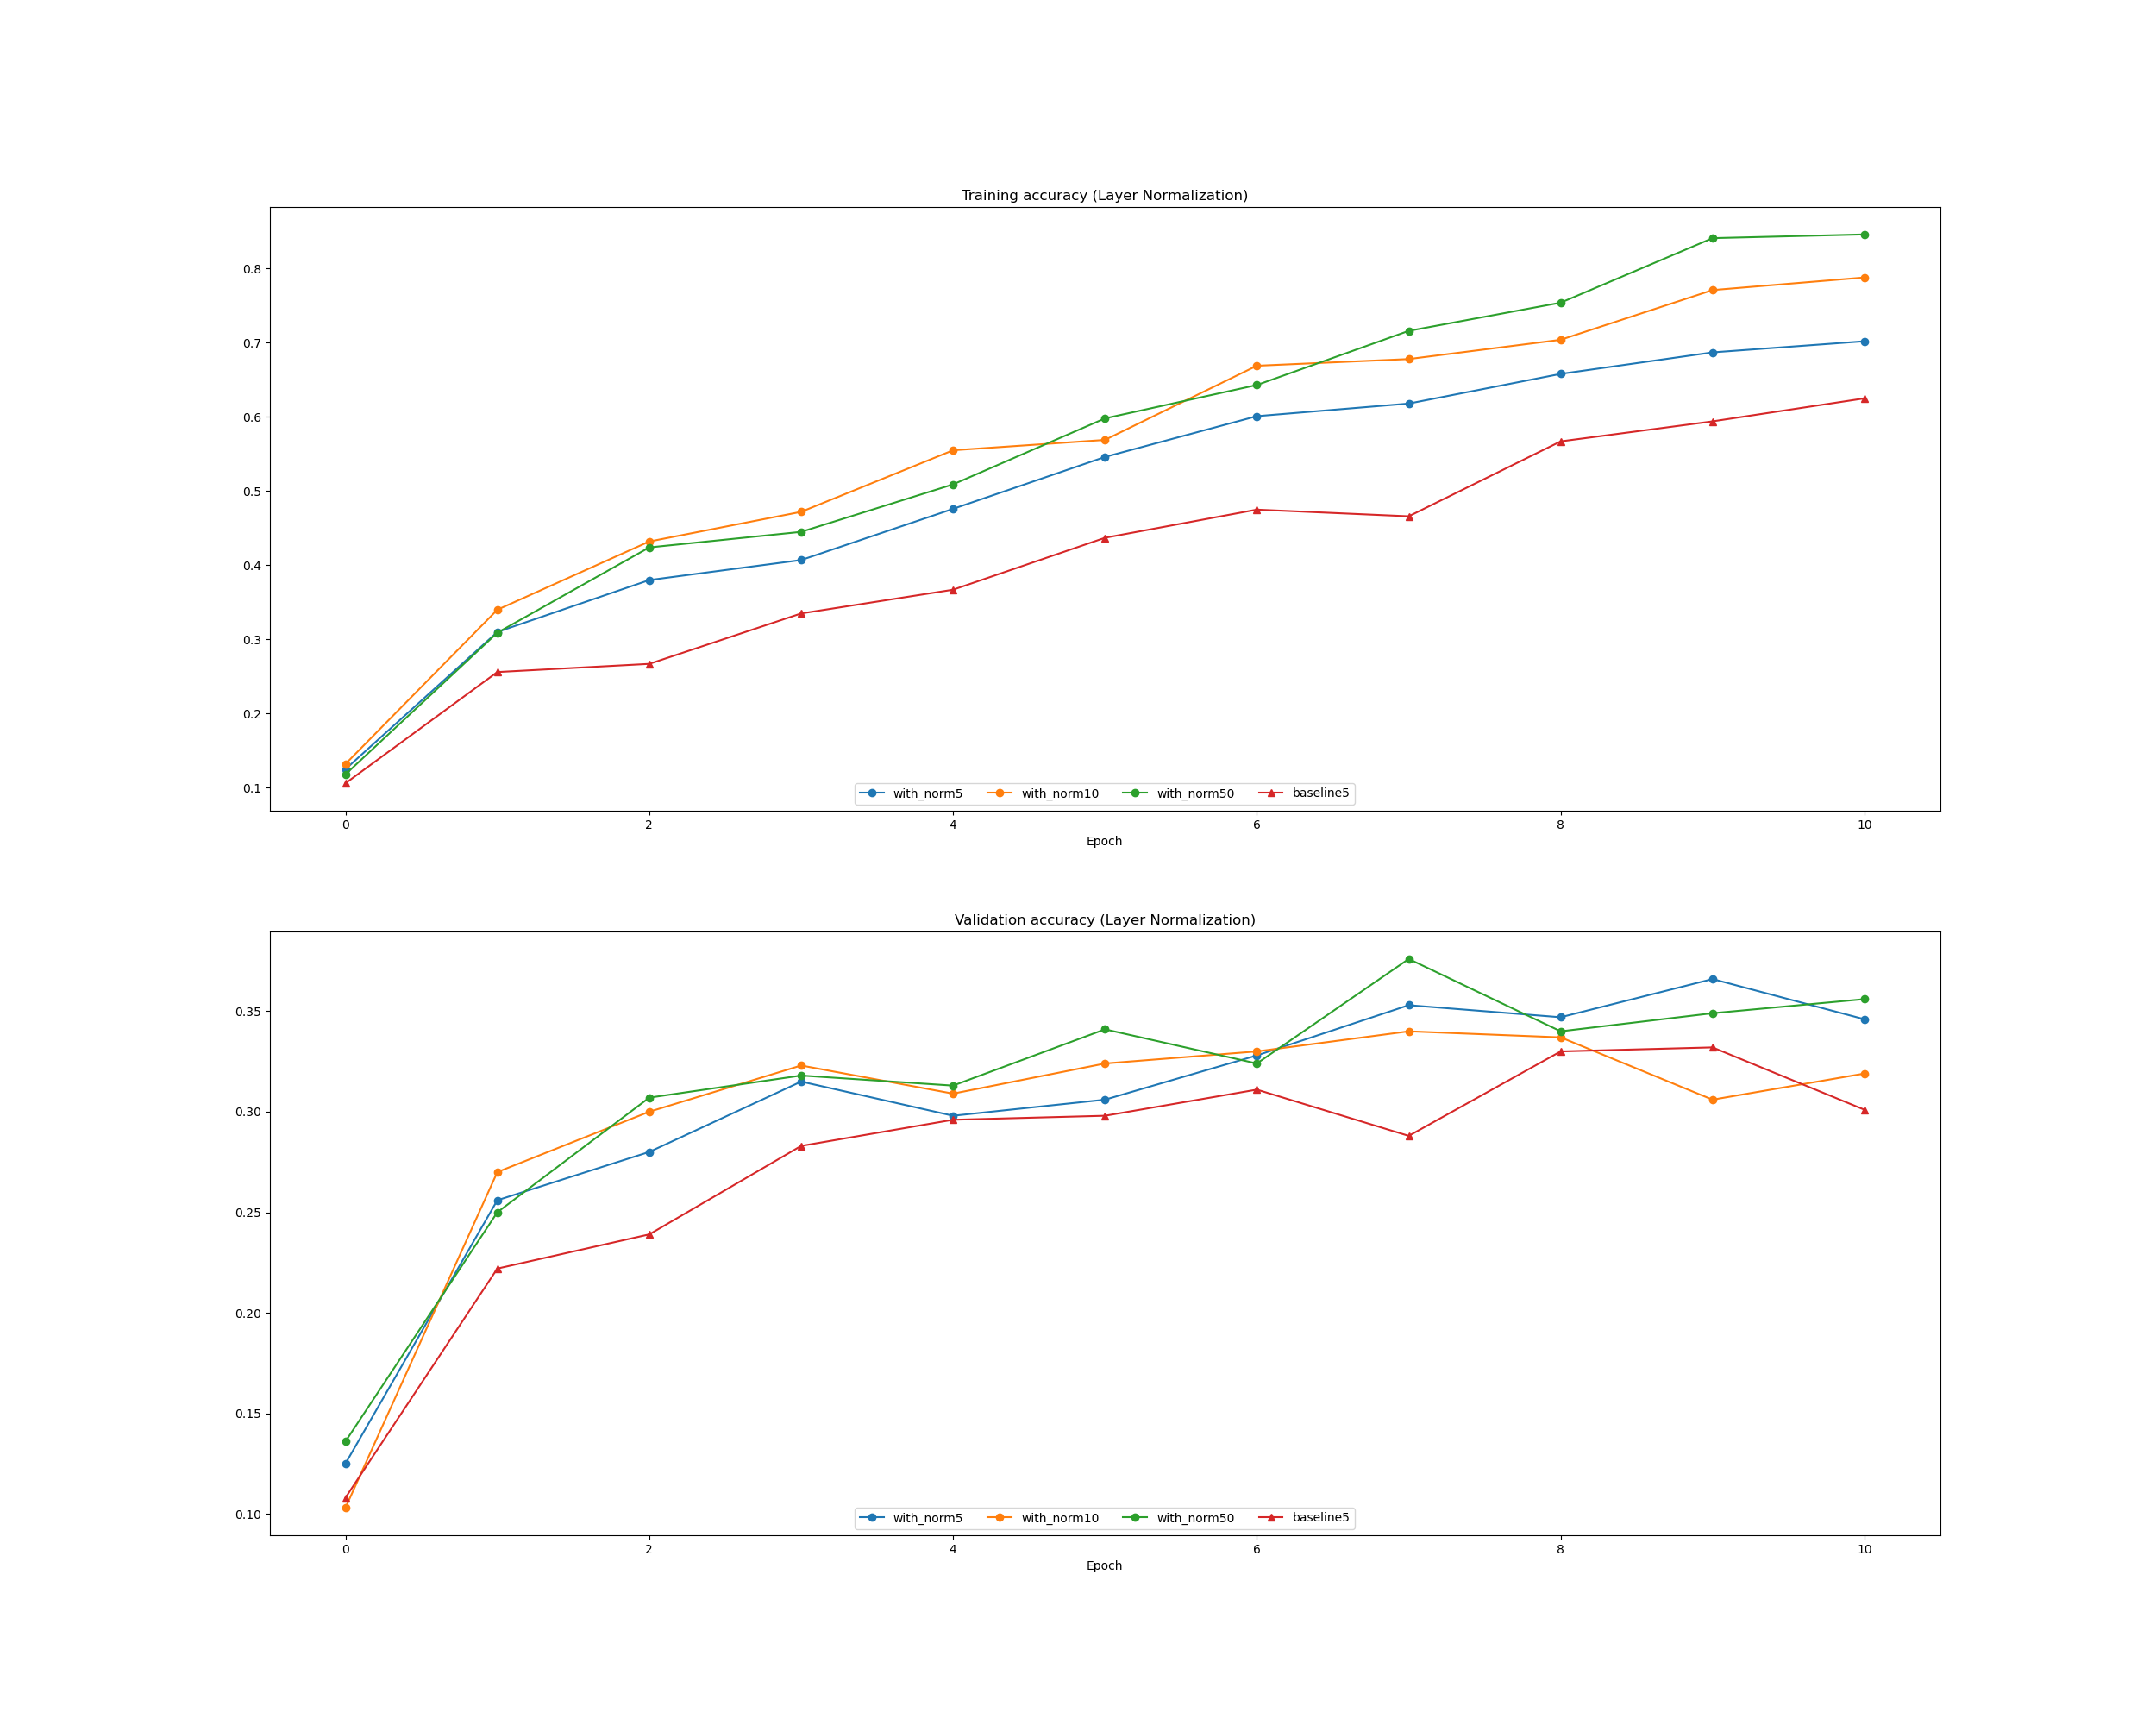 Training accuracy (Layer Normalization)
0.8
0.7
0.6
0.5
0.4
0.3
0.2
0.1
with_norm5 with_norm10 with_norm50 baseline5
0 2 4 6 8 10
Epoch
Validation accuracy (Layer Normalization)
0.35
0.30
0.25
0.20
0.15
0.10
with_norm5 with_norm10 with_norm50 baseline5
0 2 4 6 8 10
Epoch